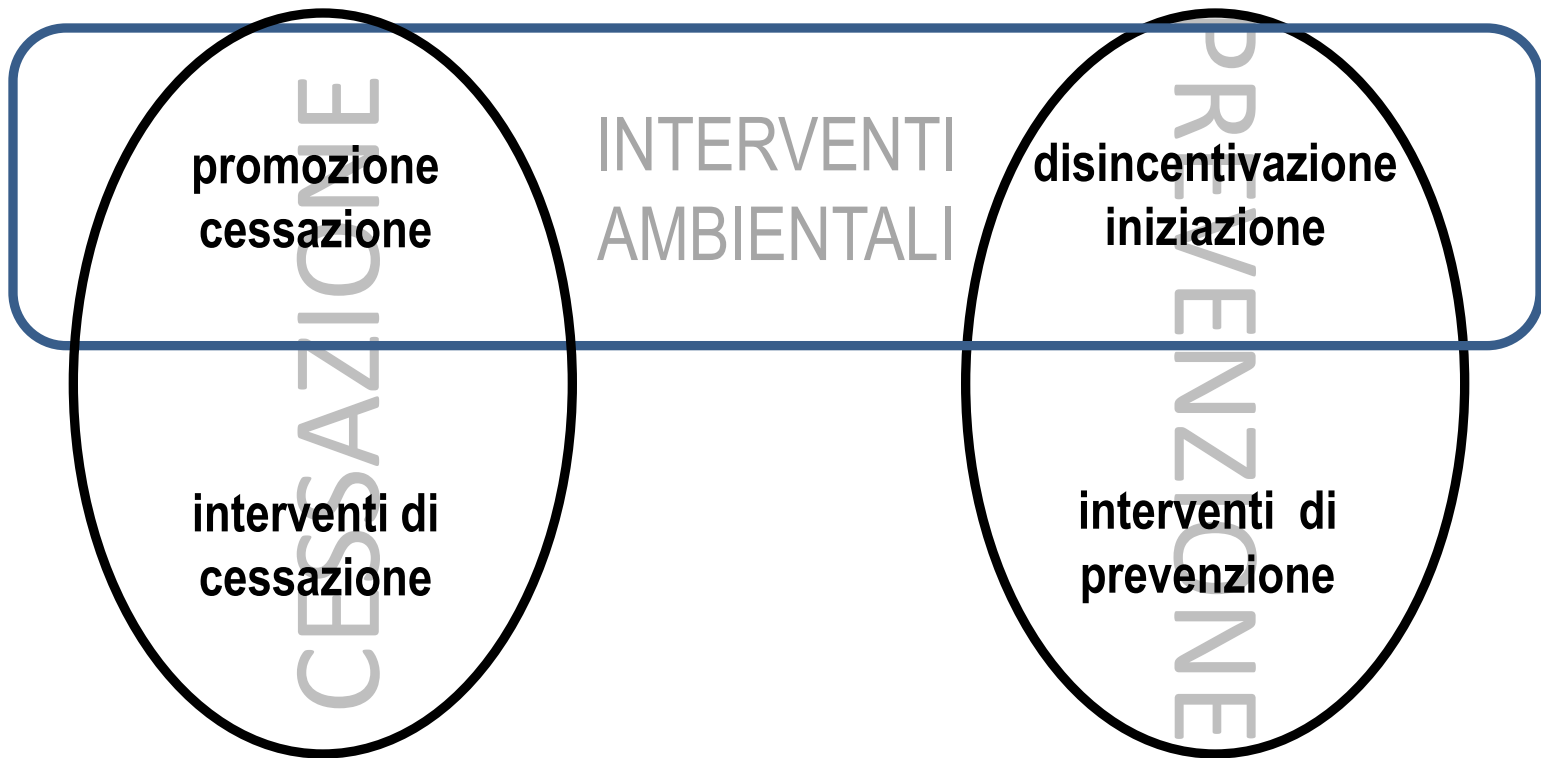 CESSAZIONE
promozione
cessazione
interventi di
cessazione
INTERVENTI
AMBIENTALI
PREVENZIONE
disincentivazione
iniziazione
interventi  di
prevenzione